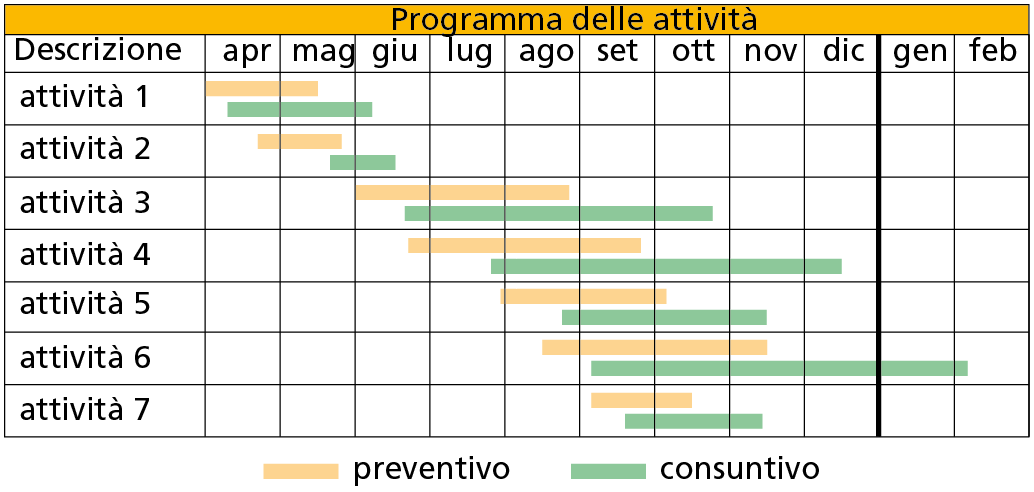 Programma delle attività
Descrizione apr mag giu lug ago set ott nov dic gen feb
attività 1
attività 2
attività 3
attività 4
attività 5
attività 6
attività 7
preventivo consuntivo